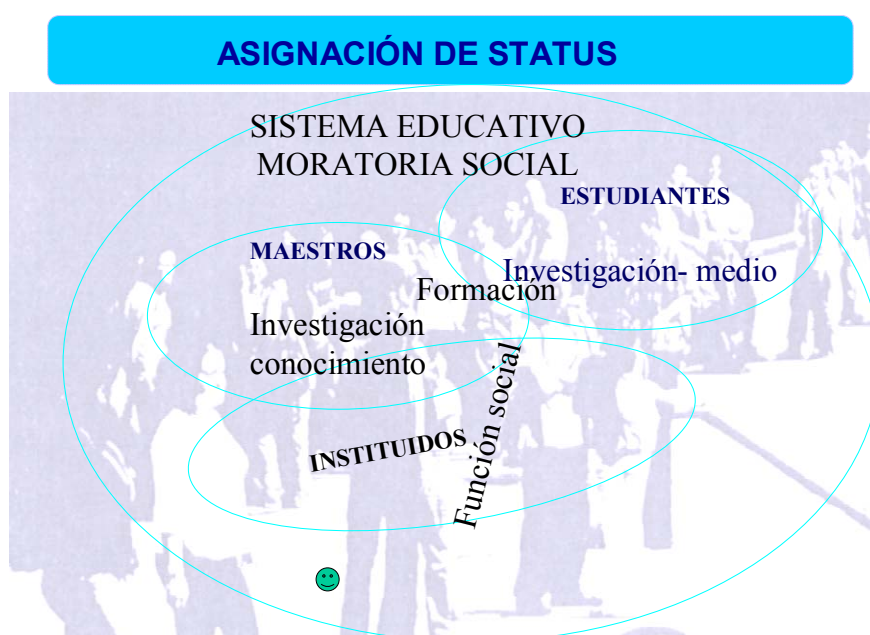 ASIGNACIÓN DE STATUS
SISTEMA EDUCATIVO
MORATORIA SOCIAL
ESTUDIANTES
MAESTROS
Investigación- medio
Formación
Investigación
conocimiento
Función social
INSTITUIDOS